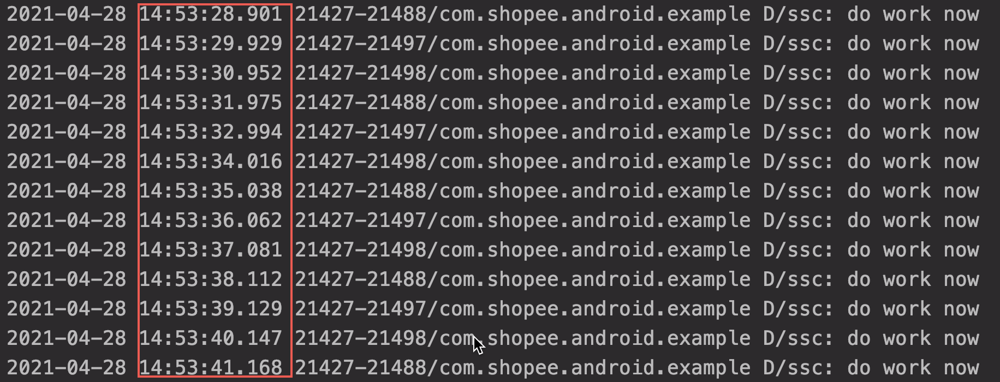 2021-04-28 14:53:28.901 21427-21488/com.shopee.android.example D/ssc: do work now
2021-04-28 14:53:29.929 21427-21497/com.shopee.android.example D/ssc: do work now
2021-04-28 14:53:30.952 21427-21498/com.shopee.android.example D/ssc: do work now
2021-04-28 14:53:31.975 21427-21488/com.shopee.android.example D/ssc: do work now
2021-04-28 14:53:32.994 21427-21497/com.shopee.android.example D/ssc: do work now
2021-04-28 14:53:34.016 21427-21498/com.shopee.android.example D/ssc: do work now
2021-04-28 14:53:35.038 21427-21488/com.shopee.android.example D/ssc: do work now
2021-04-28 14:53:36.062 21427-21497/com.shopee.android.example D/ssc: do work now
2021-04-28 14:53:37.081 21427-21498/com.shopee.android.example D/ssc: do work now
2021-04-28 14:53:38.112 21427-21488/com.shopee.android.example D/ssc: do work now
2021-04-28 14:53:39.129 21427-21497/com.shopee.android.example D/ssc: do work now
2021-04-28 14:53:40.147 21427-21498/com.shopee.android.example D/ssc: do work now
2021-04-28 14:53:41.168 21427-21488/com.shopee.android.example D/ssc: do work now